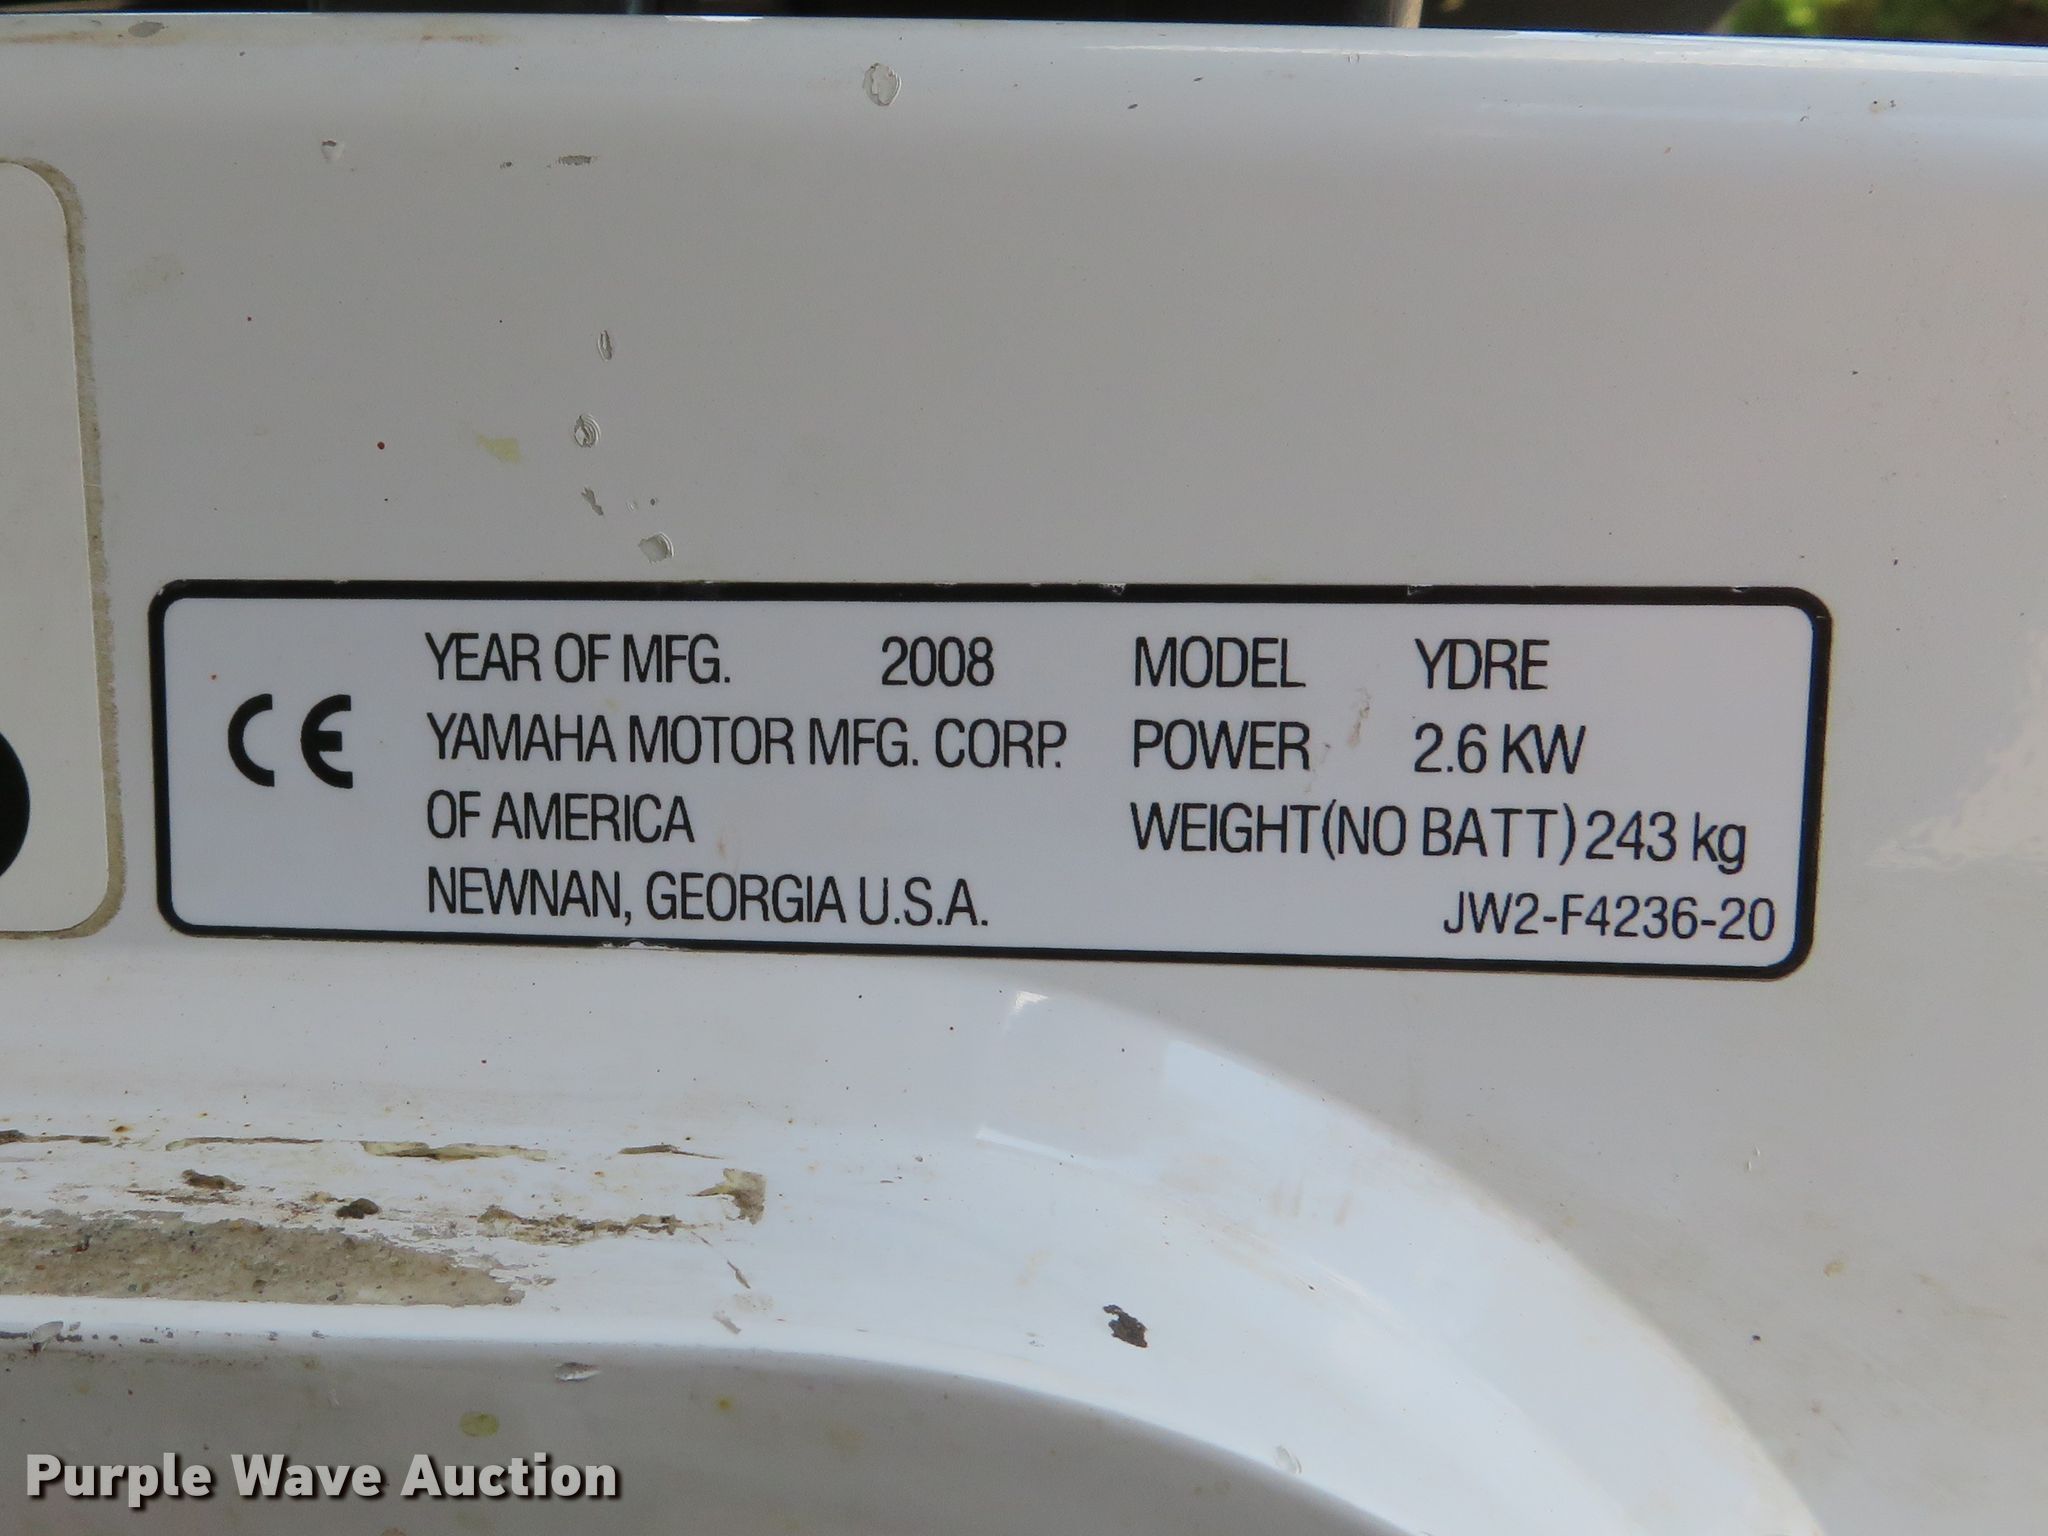 CE
YEAR OF MFG. 2008
YAMAHA MOTOR MFG. CORP.
OF AMERICA
NEWNAN, GEORGIA U.S.A.
MODEL YDRE
POWER 2.6 KW
WEIGHT(NO BATT) 243 kg
JW2-F4236-20
Purple Wave Auction